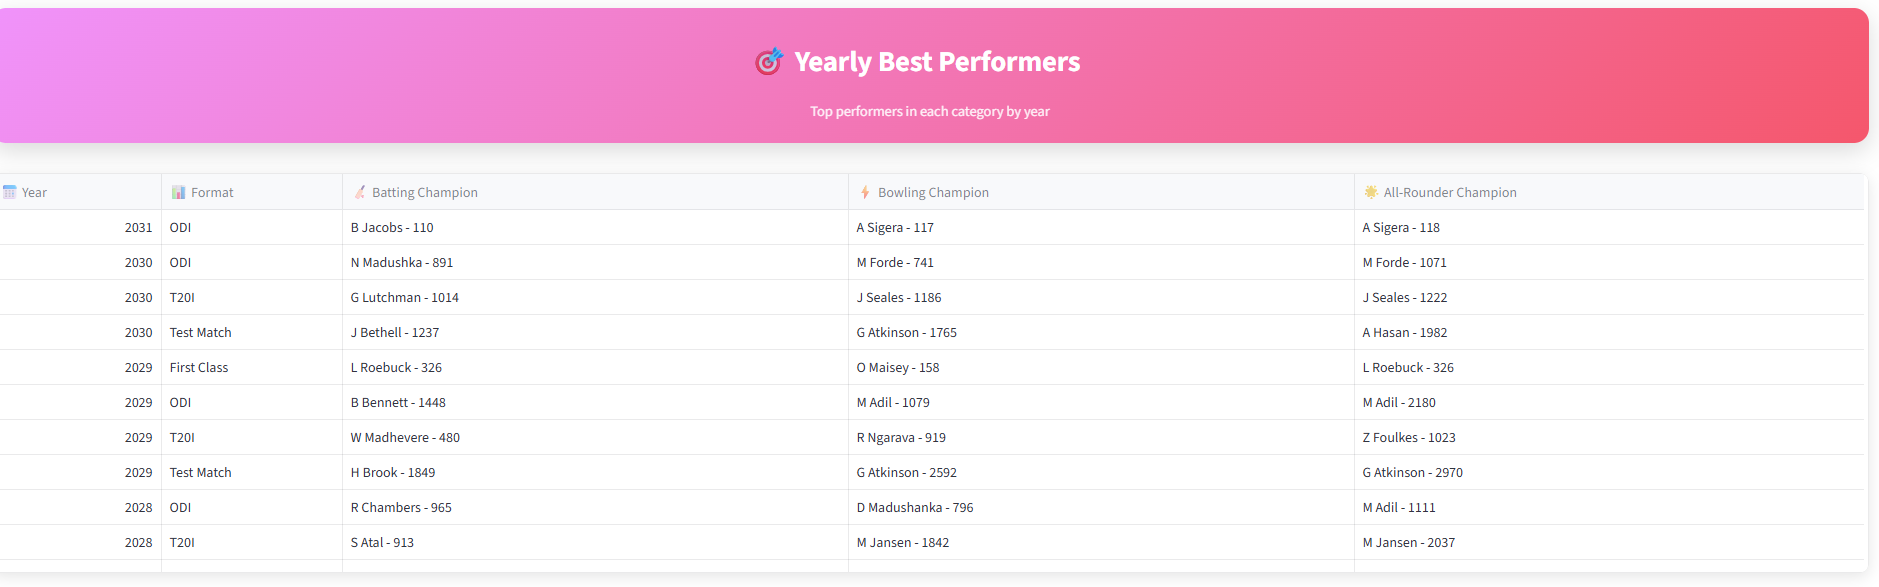 Yearly Best Performers
Top performers in each category by year
Year Format Batting Champion Bowling Champion All-Rounder Champion
2031 ODI B Jacobs - 110 A Sigera - 117 A Sigera - 118
2030 ODI N Madushka - 891 M Forde - 741 M Forde - 1071
2030 T20I G Lutchman - 1014 J Seales - 1186 J Seales - 1222
2030 Test Match J Bethell - 1237 G Atkinson - 1765 A Hasan - 1982
2029 First Class L Roebuck - 326 O Maisey - 158 L Roebuck - 326
2029 ODI B Bennett - 1448 M Adil - 1079 M Adil - 2180
2029 T20I W Madhevere - 480 R Ngarava - 919 Z Foulkes - 1023
2029 Test Match H Brook - 1849 G Atkinson - 2592 G Atkinson - 2970
2028 ODI R Chambers - 965 D Madushanka - 796 M Adil - 1111
2028 T20I S Atal - 913 M Jansen - 1842 M Jansen - 2037